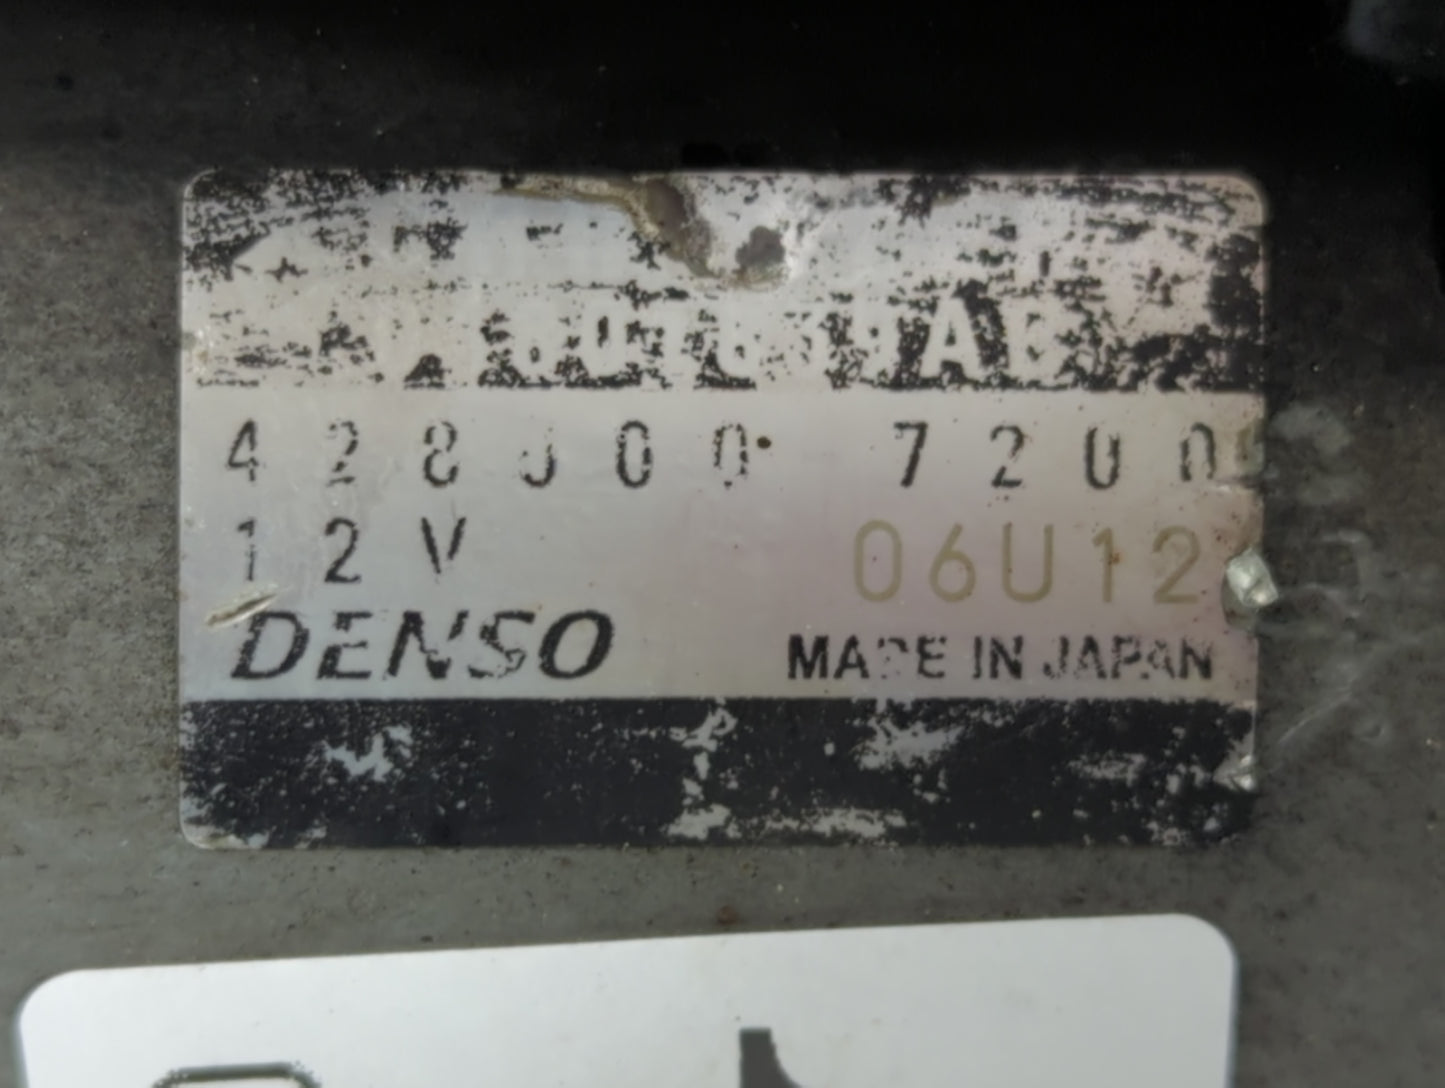 428000 7200
12V 06U12
DENSO MADE IN JAPAN